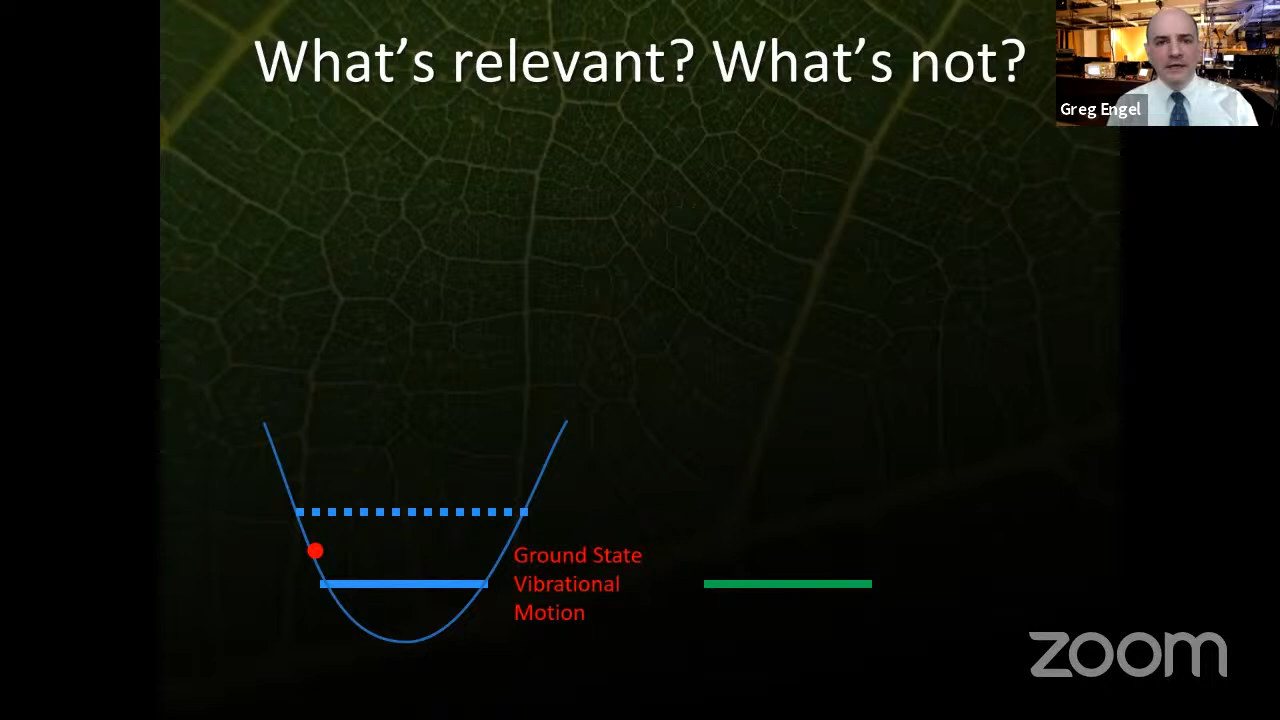 What's relevant? What's not?
Greg Engel
Ground State
Vibrational
Motion
zoom